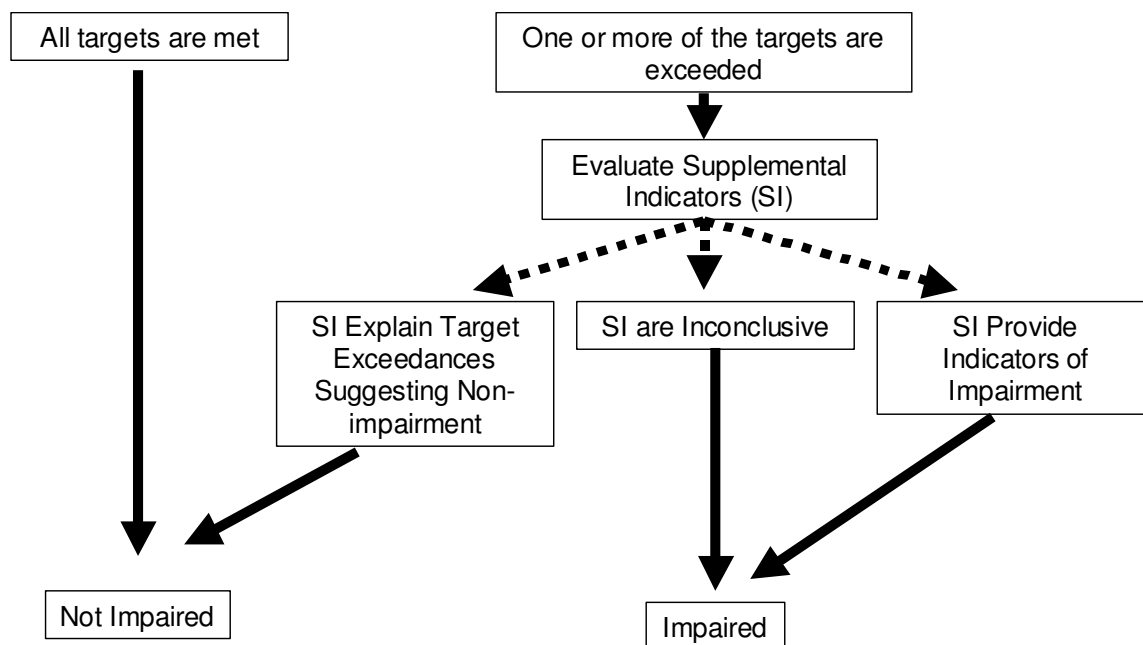 All targets are met
One or more of the targets are
exceeded
Evaluate Supplemental
Indicators (SI)
SI Explain Target
Exceedances
Suggesting Non-
impairment
SI are Inconclusive
SI Provide
Indicators of
Impairment
Not Impaired
Impaired